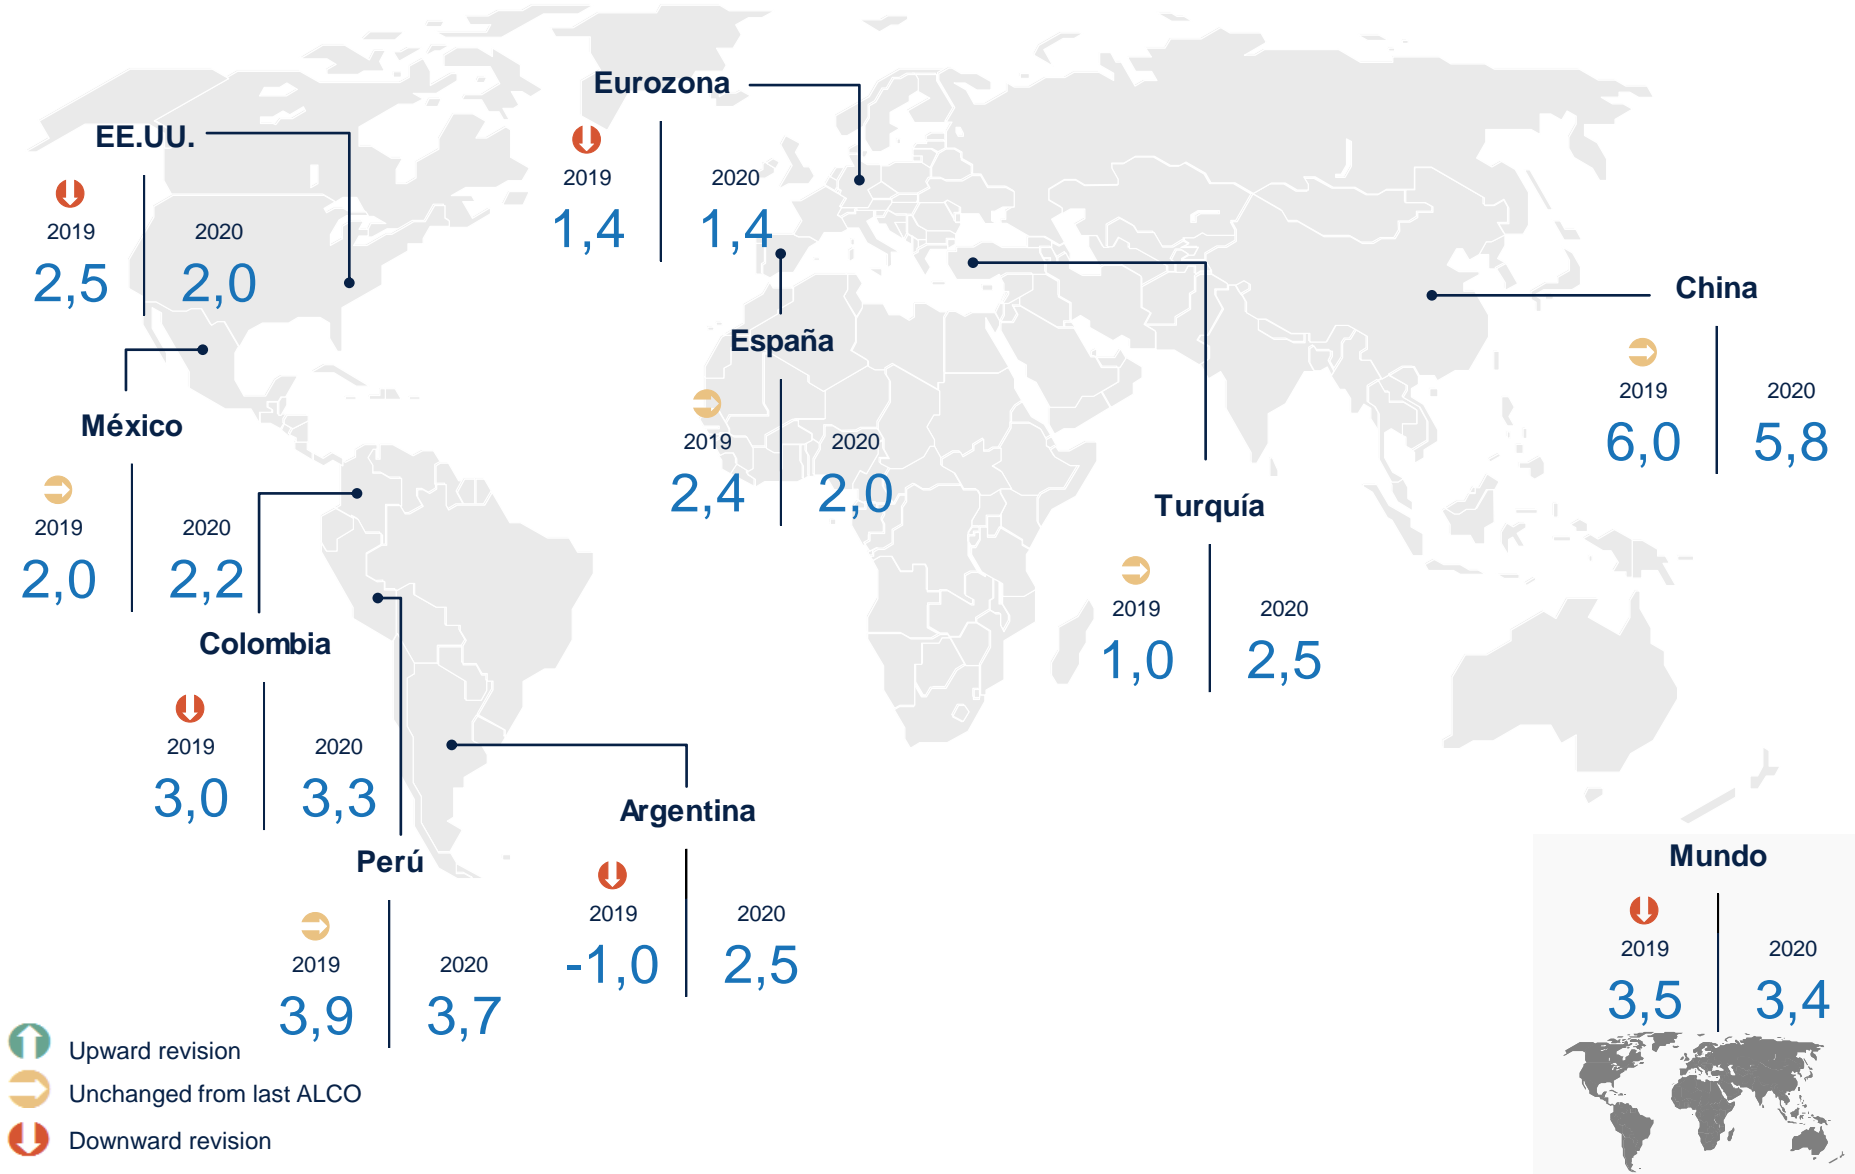 Eurozona
2019 2020
1,4 1,4
EE.UU.
2019 2020
2,5 2,0
China
2019 2020
6,0 5,8
España
2019 2020
2,4 2,0
México
2019 2020
2,0 2,2
Turquía
2019 2020
1,0 2,5
Colombia
2019 2020
3,0 3,3
Argentina
2019 2020
-1,0 2,5
Perú
2019 2020
3,9 3,7
Mundo
2019 2020
3,5 3,4
Upward revision
Unchanged from last ALCO
Downward revision